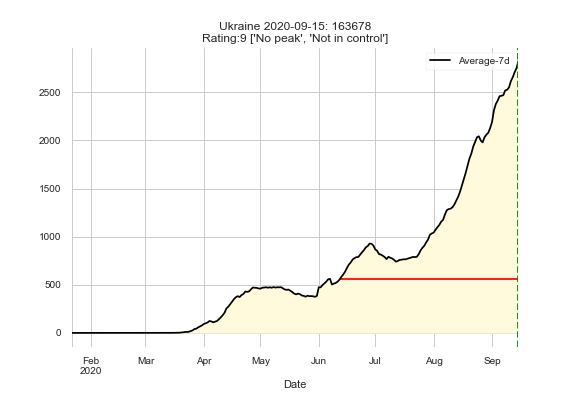 Ukraine 2020-09-15: 163678
Rating:9 ['No peak', 'Not in control']
Average-7d
2500
2000
1500
1000
500
0
Feb
2020
Mar
Apr
May
Jun
Jul
Aug
Sep
Date